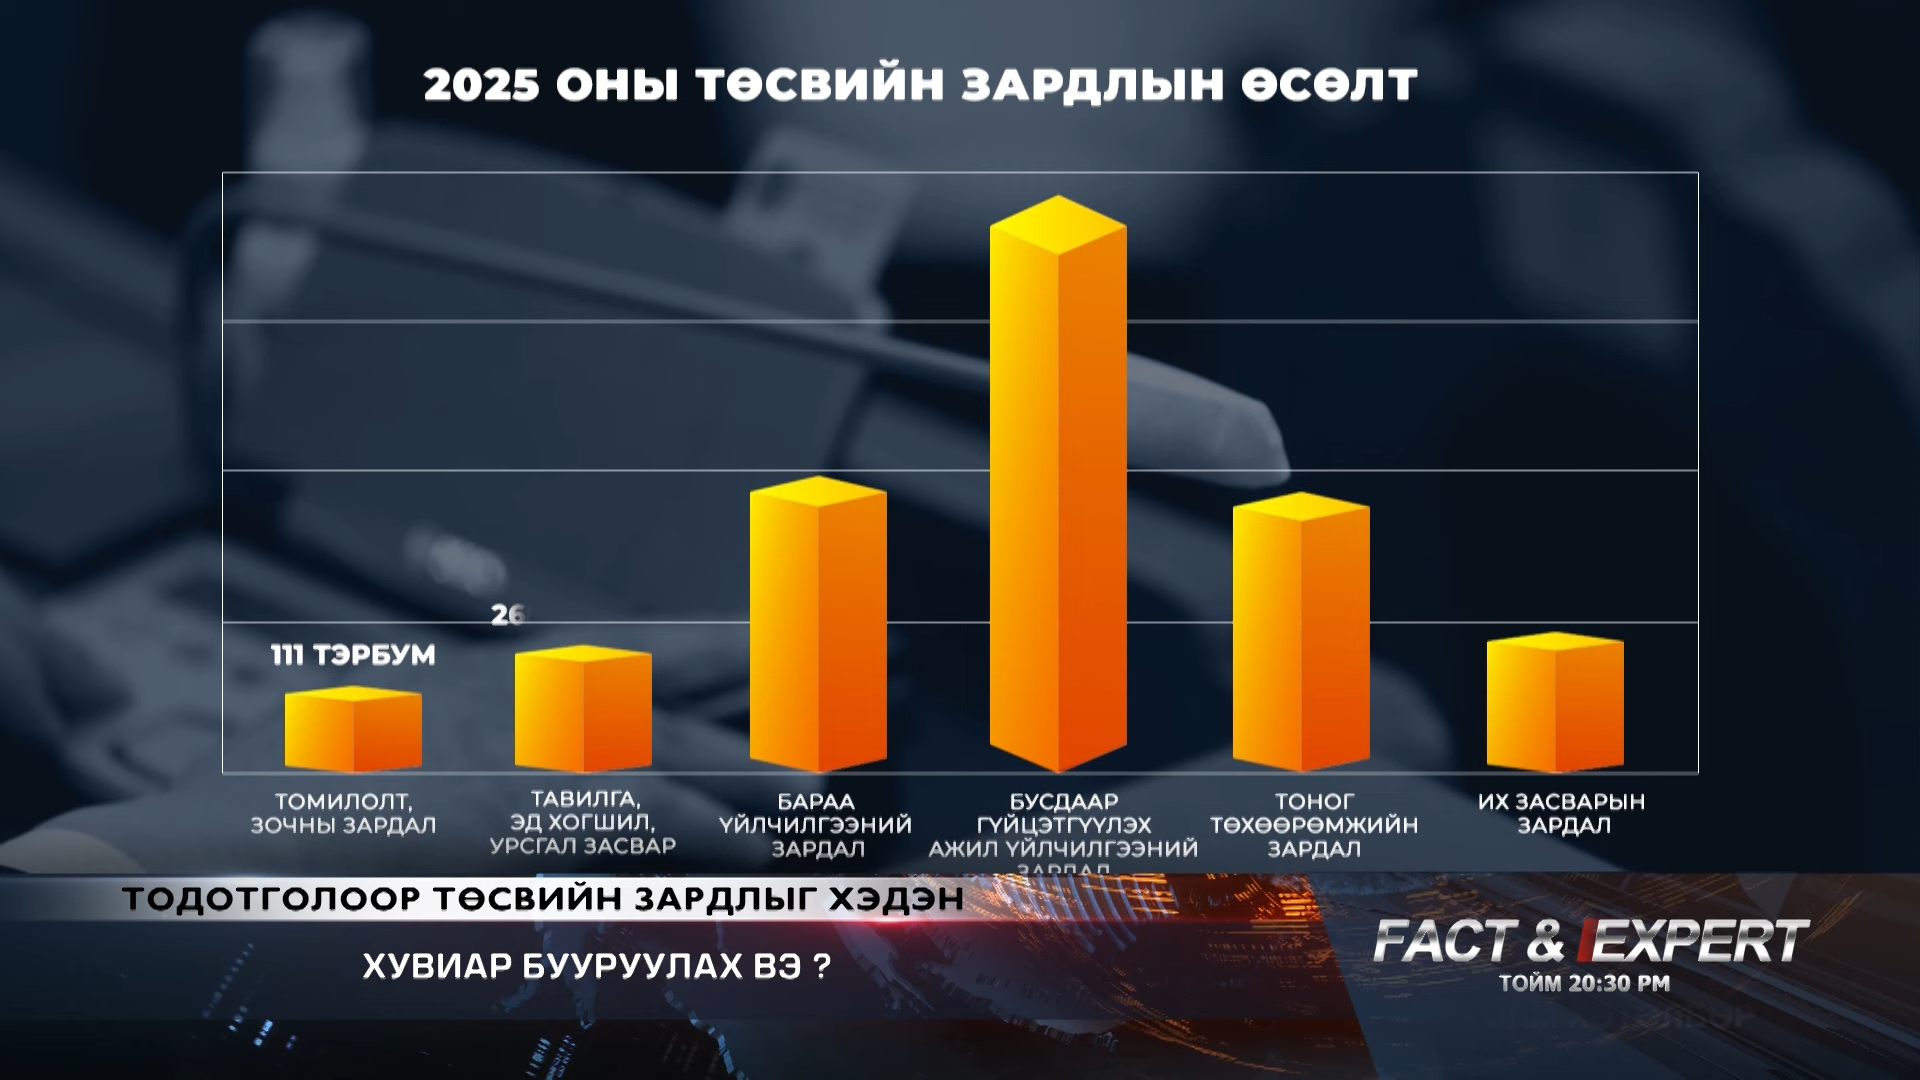 2025 ОНЫ ТӨСВИЙН ЗАРДЛЫН ӨСӨЛТ
26
111 ТЭРБУМ
ТОМИЛОЛТ,
ЗОЧНЫ ЗАРДАЛ
ТАВИЛГА,
ЭД ХОГШИЛ,
УРСГАЛ ЗАСВАР
БАРАА
ҮЙЛЧИЛГЭЭНИЙ
ЗАРДАЛ
БУСДААР
ГҮЙЦЭТГҮҮЛЭХ
АЖИЛ ҮЙЛЧИЛГЭЭНИЙ
ЗАРДАЛ
ТОНОГ
ТӨХӨӨРӨМЖИЙН
ЗАРДАЛ
ИХ ЗАСВАРЫН
ЗАРДАЛ
ТОДОТГОЛООР ТӨСВИЙН ЗАРДЛЫГ ХЭДЭН
ХУВИАР БУУРУУЛАХ ВЭ ?
FACT & EXPERT
ТОЙМ 20:30 PM